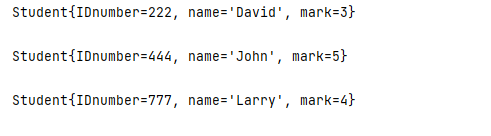 Student{IDnumber=222, name='David', mark=3}
Student{IDnumber=444, name='John', mark=5}
Student{IDnumber=777, name='Larry', mark=4}